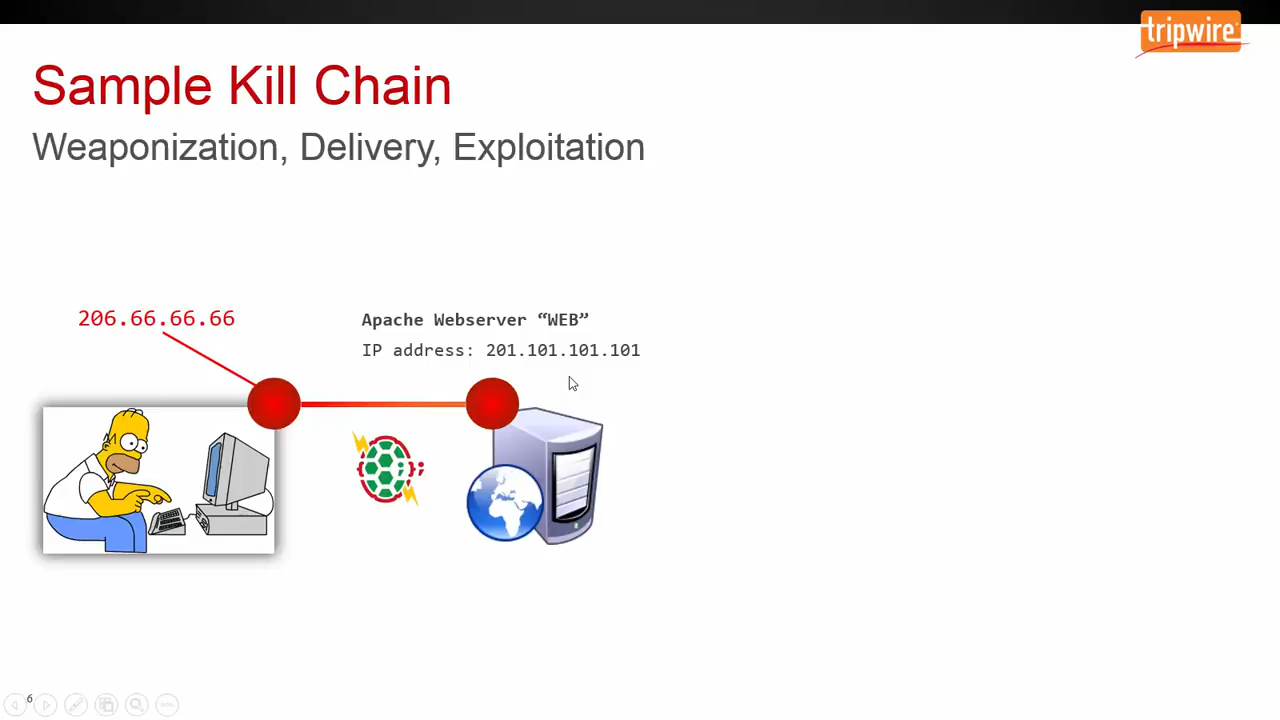 tripwire
Sample Kill Chain
Weaponization, Delivery, Exploitation
206.66.66.66
Apache Webserver “WEB”
IP address: 201.101.101.101
6